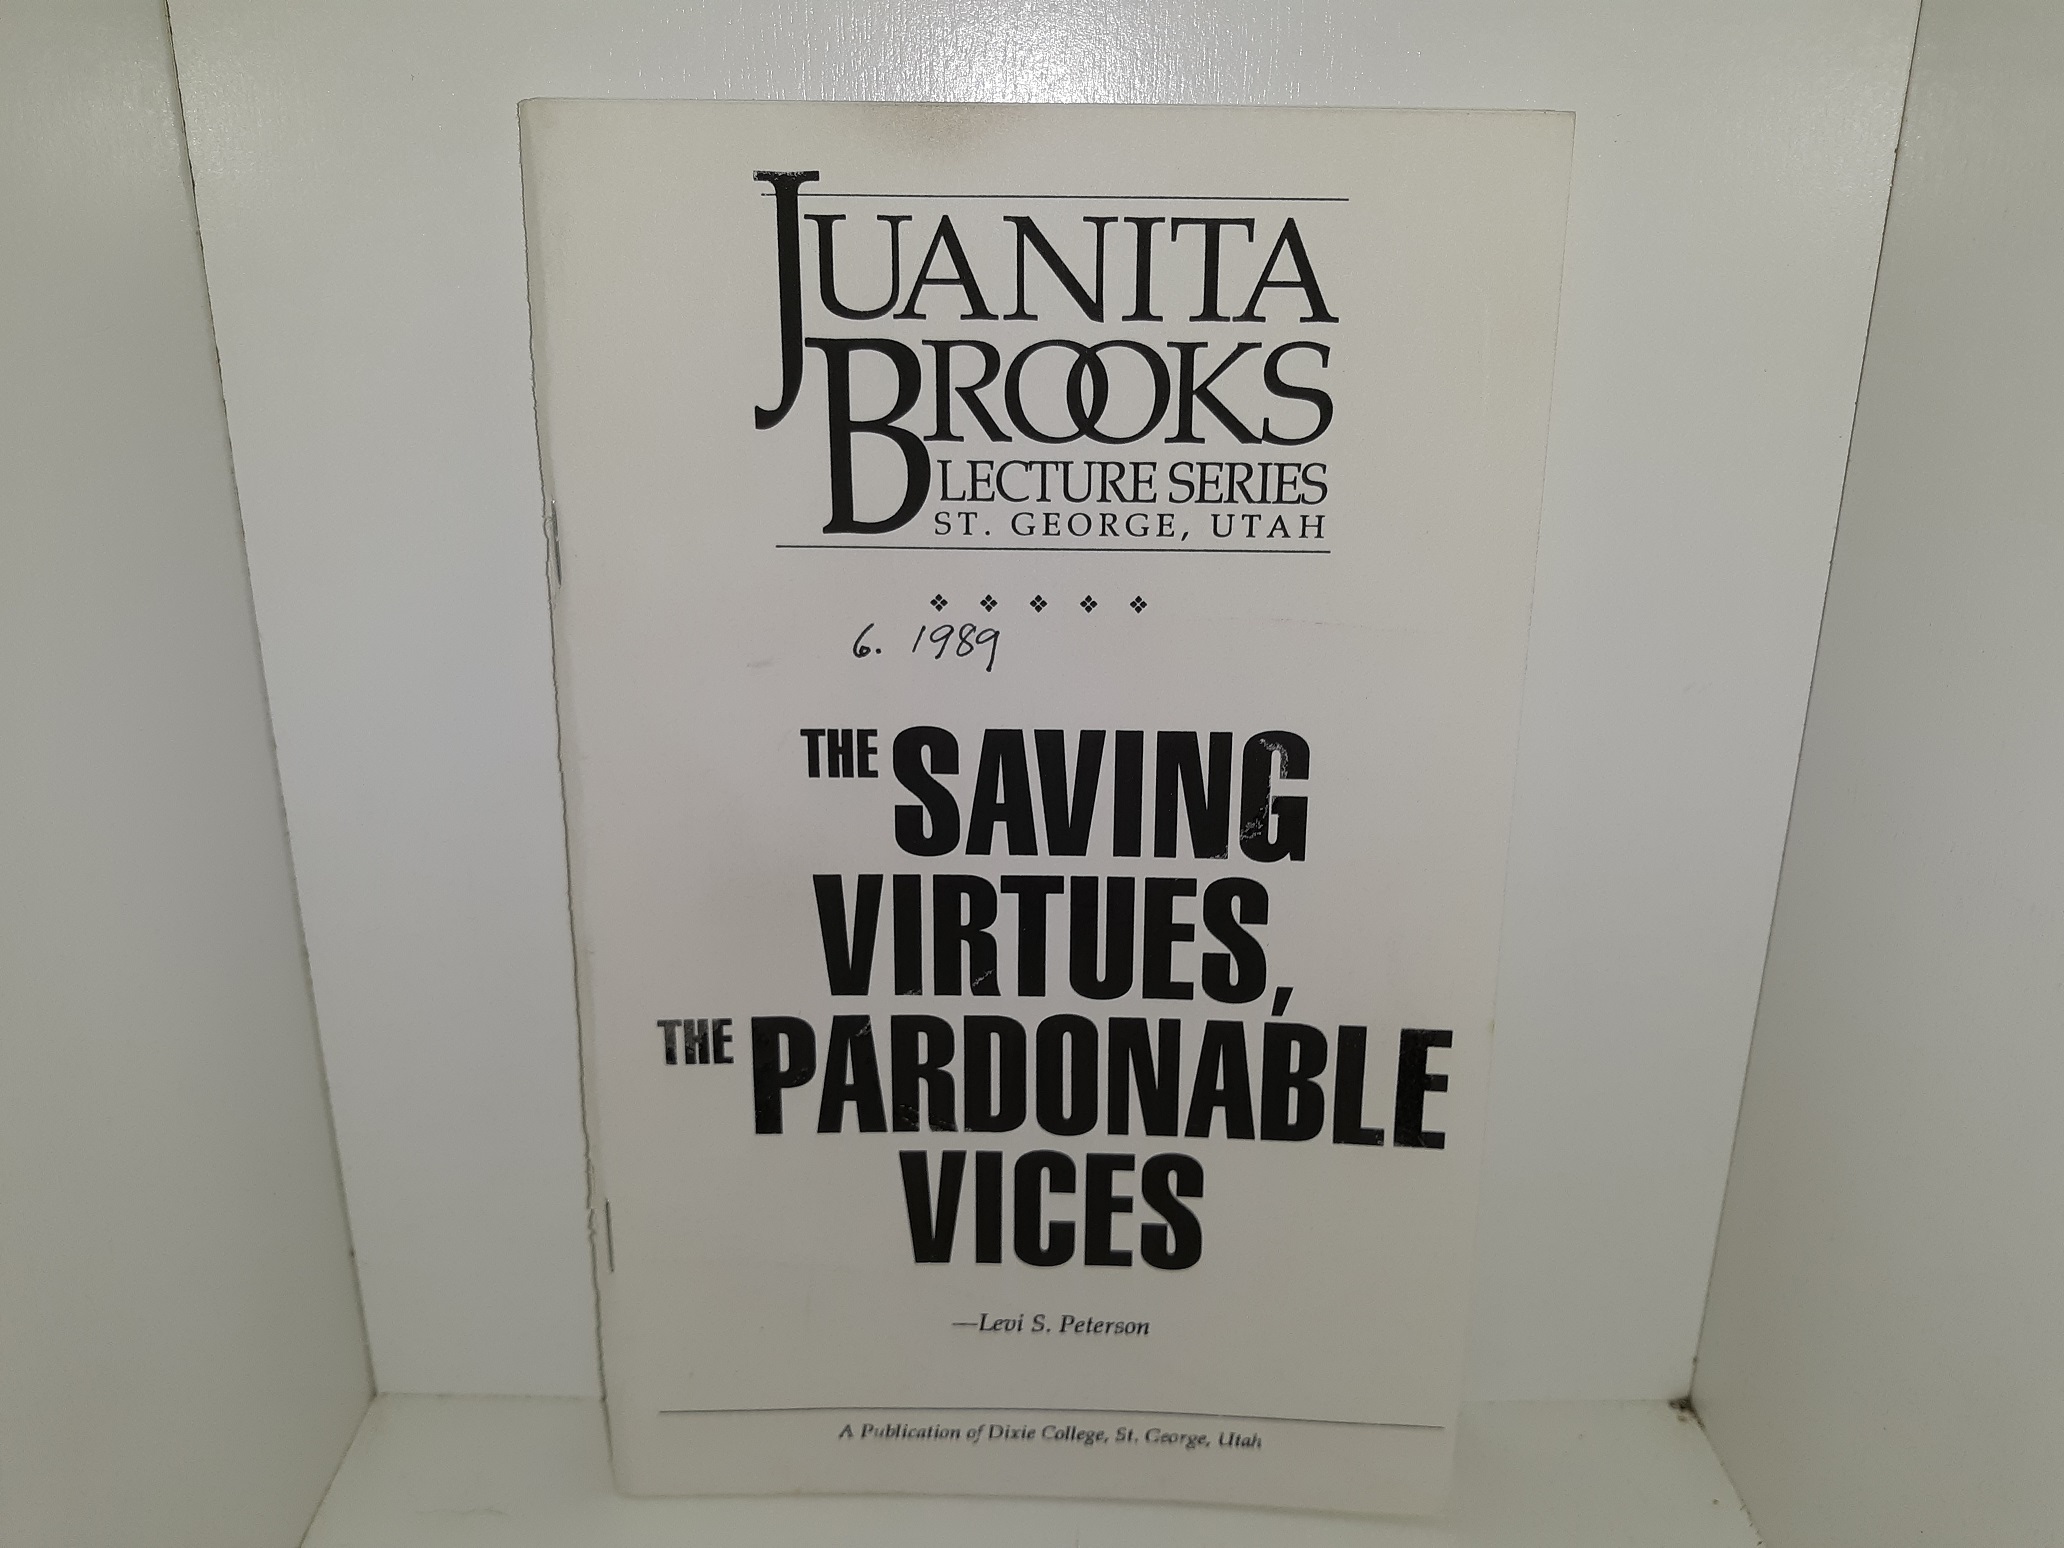 JUANITA
BROOKS
LECTURE SERIES
ST. GEORGE, UTAH
6. 1989
THE SAVING
VIRTUES,
THE PARDONABLE
VICES
—Levi S. Peterson
A Publication of Dixie College, St. George, Utah